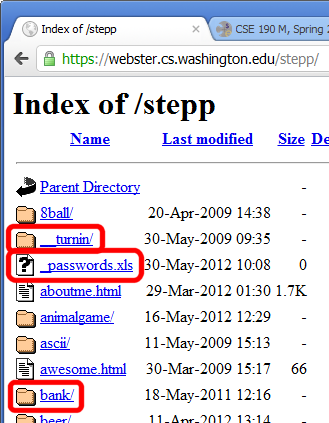 Index of /stepp
CSE 190 M, Spring 2
https://webster.cs.washington.edu/stepp/
Index of /stepp
Name Last modified Size De
Parent Directory -
8ball/ 20-Apr-2009 14:38 -
__turnin/ 30-May-2009 09:35 -
_passwords.xls 30-May-2012 10:08 0
aboutme.html 29-Mar-2012 01:30 1.7K
animalgame/ 16-May-2012 12:29 -
ascii/ 11-May-2009 15:13 -
awesome.html 30-Mar-2009 15:17 66
bank/ 18-May-2011 12:16 -
beer/ 11-Apr-2012 13:14 -